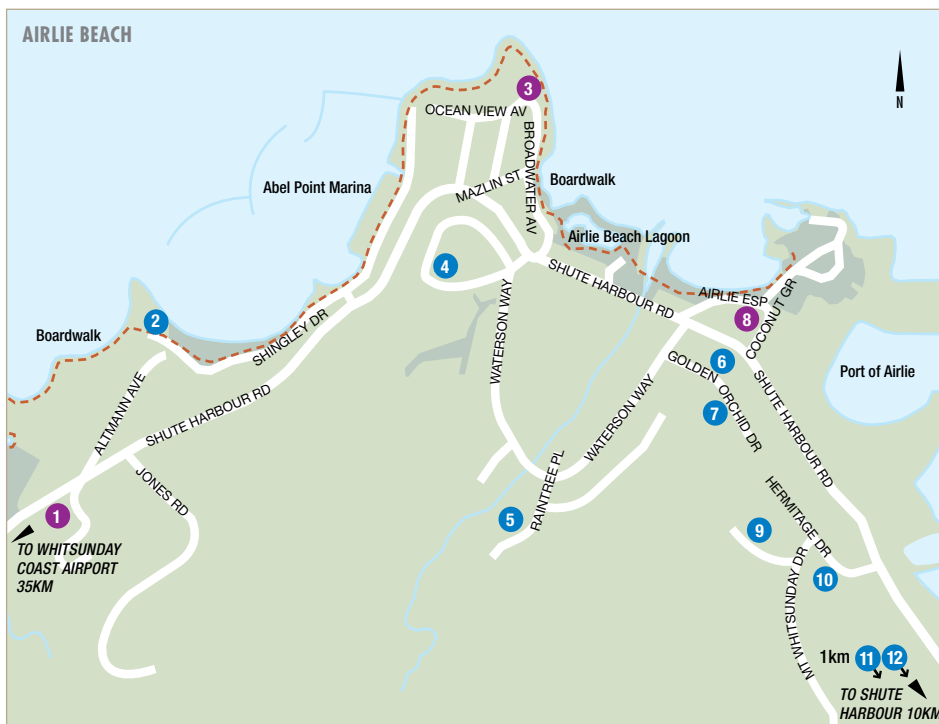 AIRLIE BEACH
N
3
OCEAN VIEW AV
BROADWATER AV
Abel Point Marina
MAZLIN ST
Boardwalk
Airlie Beach Lagoon
4
SHUTE HARBOUR RD
AIRLIE ESP
COCONUT GR
8
2
Boardwalk
SHINGLEY DR
WATERSON WAY
6
GOLDEN ORCHID DR
7
Port of Airlie
ALTMANN AVE
SHUTE HARBOUR RD
WATERSON WAY
SHUTE HARBOUR RD
JONES RD
RAINTREE PL
5
HERMITAGE DR
9
10
MT WHITSUNDAY DR
1
TO WHITSUNDAY
COAST AIRPORT
35KM
1km 11 12
TO SHUTE
HARBOUR 10KM